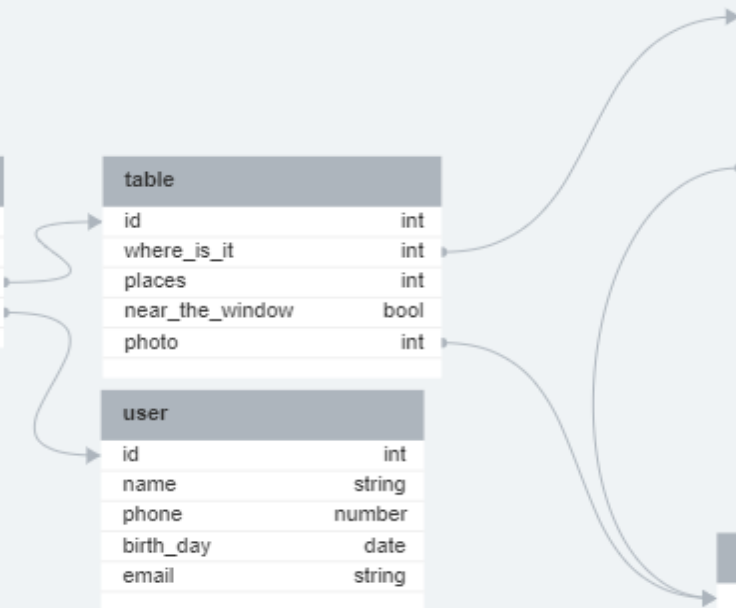 table
id int
where_is_it int
places int
near_the_window bool
photo int
user
id int
name string
phone number
birth_day date
email string